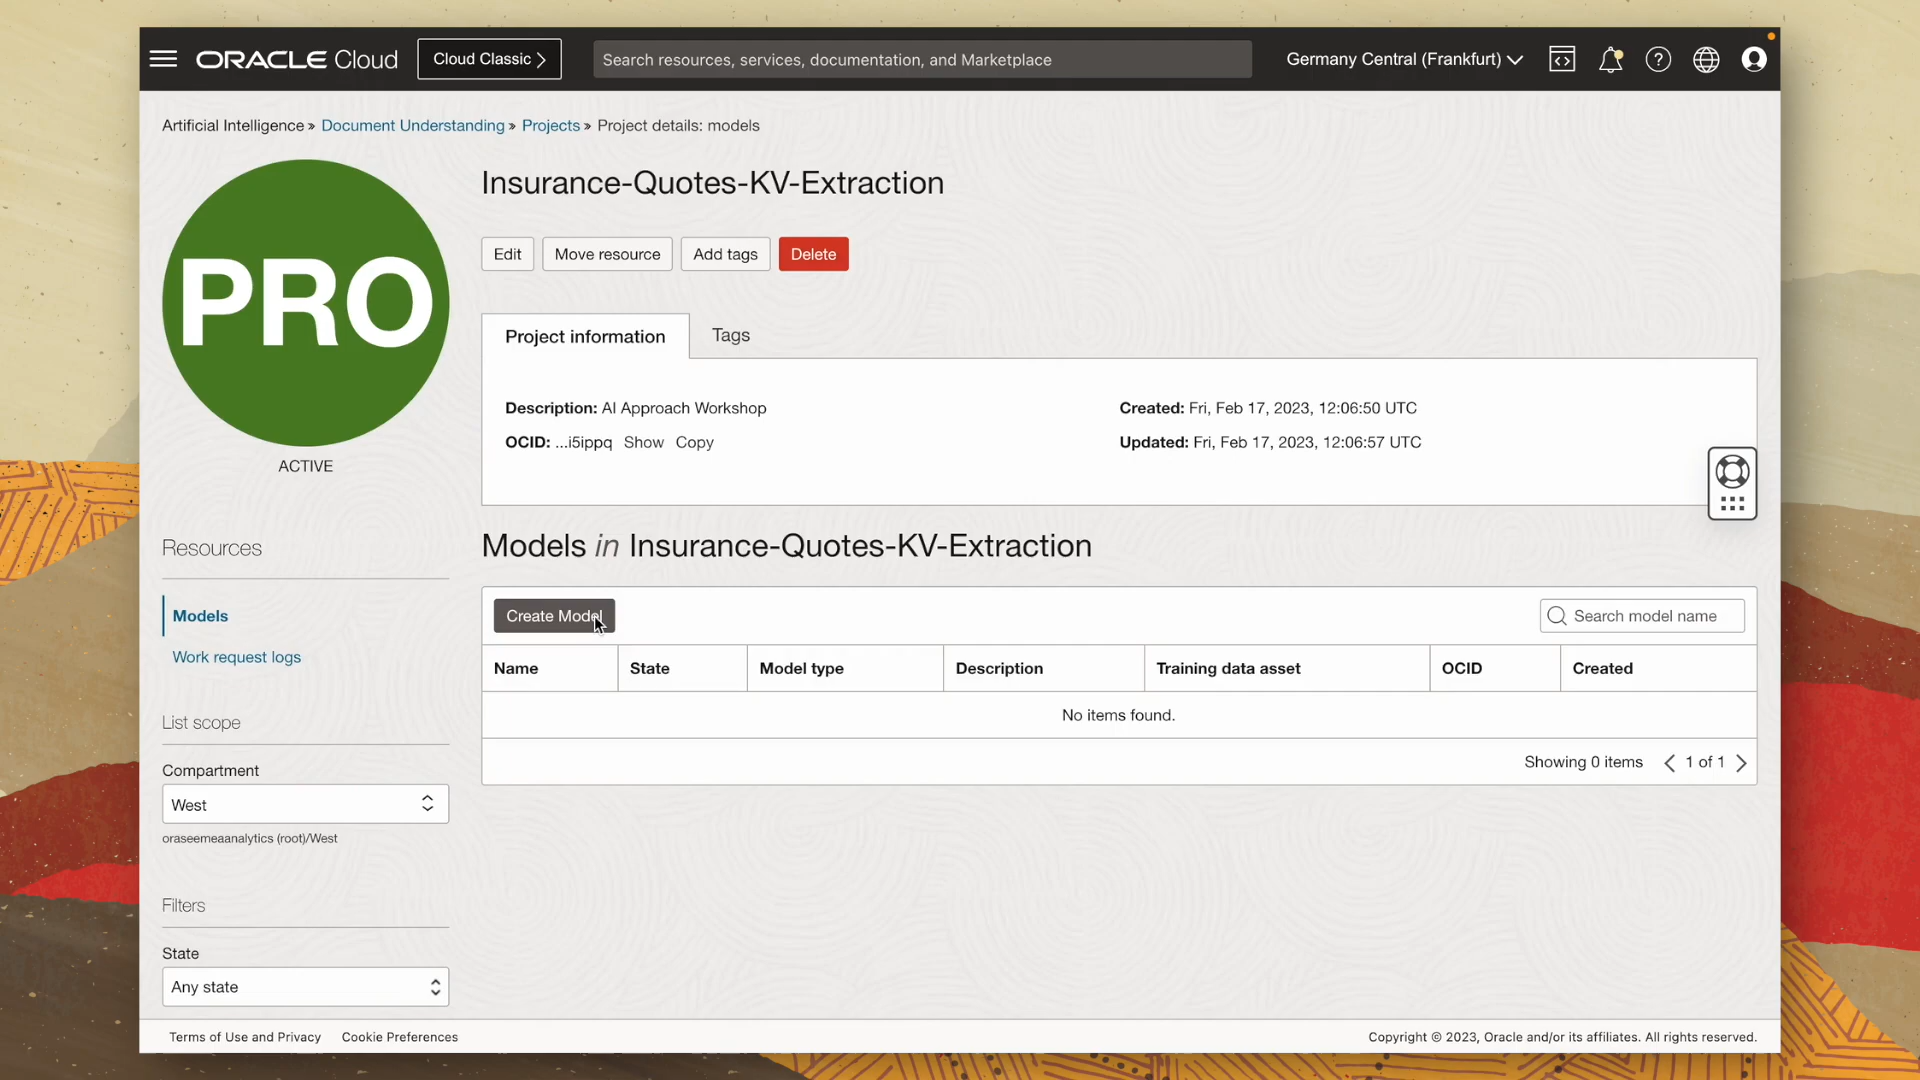 ORACLE Cloud
Cloud Classic
Search resources, services, documentation, and Marketplace
Germany Central (Frankfurt)
Artificial Intelligence » Document Understanding » Projects » Project details: models
PRO
ACTIVE
Insurance-Quotes-KV-Extraction
Edit
Move resource
Add tags
Delete
Project information
Tags
Description: AI Approach Workshop
Created: Fri, Feb 17, 2023, 12:06:50 UTC
OCID: ...i5ippq Show Copy
Updated: Fri, Feb 17, 2023, 12:06:57 UTC
Resources
Models
Work request logs
List scope
Compartment
West
oraseemeaanalytics (root)/West
Filters
State
Any state
Models in Insurance-Quotes-KV-Extraction
Create Model
Search model name
Name State Model type Description Training data asset OCID Created
No items found.
Showing 0 items 1 of 1
Terms of Use and Privacy
Cookie Preferences
Copyright © 2023, Oracle and/or its affiliates. All rights reserved.